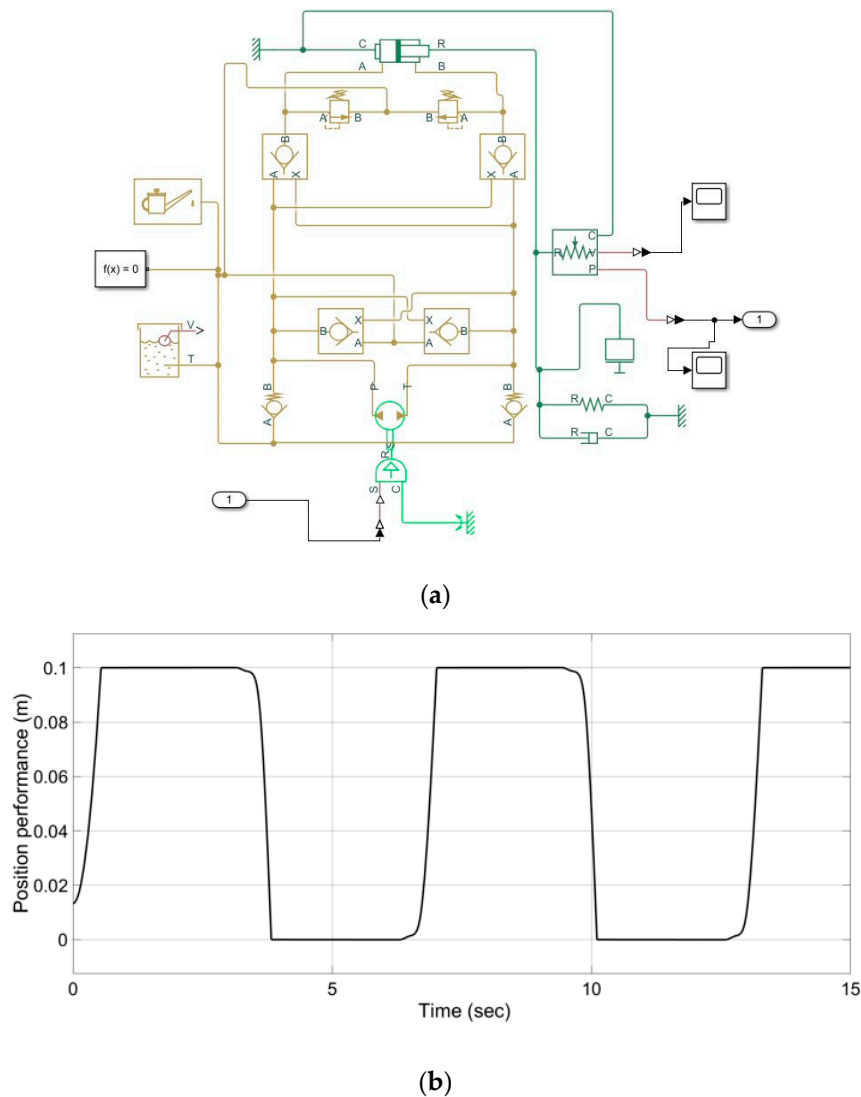 C R
A B
A B B A
B B
A X X A
C
R V
P
f(x) = 0
V
T
X X
B B
A A
1
B P T B
R C
A A
R C
S
R
S C
1
(a)
Position performance (m)
0.1
0.08
0.06
0.04
0.02
0
0 5 10 15
Time (sec)
(b)